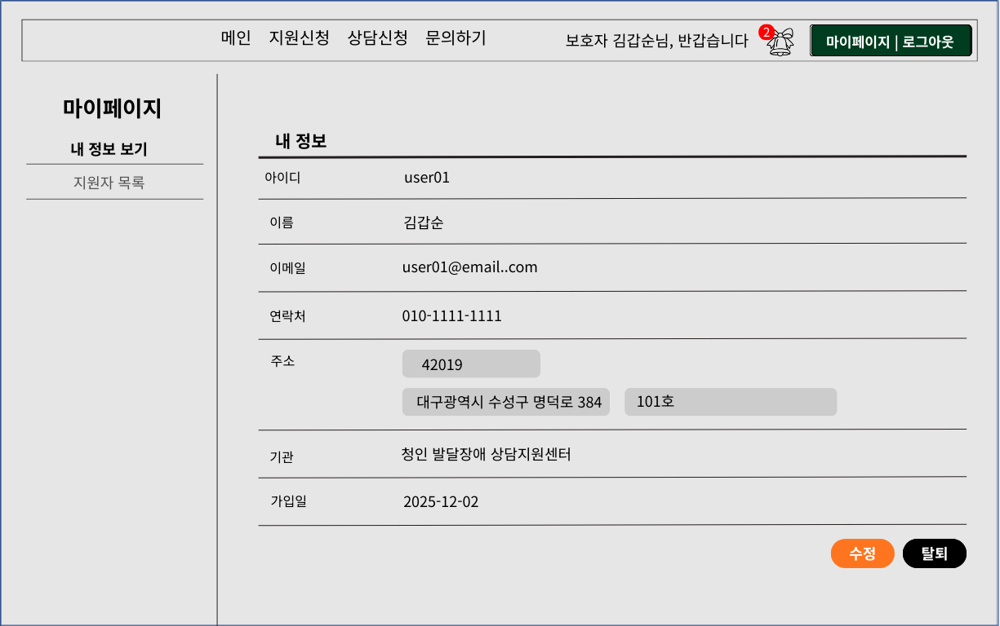 메인 지원신청 상담신청 문의하기 보호자 김갑순님, 반갑습니다 2 마이페이지 | 로그아웃
마이페이지
내 정보 보기
지원자 목록
내 정보
아이디 user01
이름 김갑순
이메일 user01@email..com
연락처 010-1111-1111
주소 42019
대구광역시 수성구 명덕로 384 101호
기관 청인 발달장애 상담지원센터
가입일 2025-12-02
수정 탈퇴